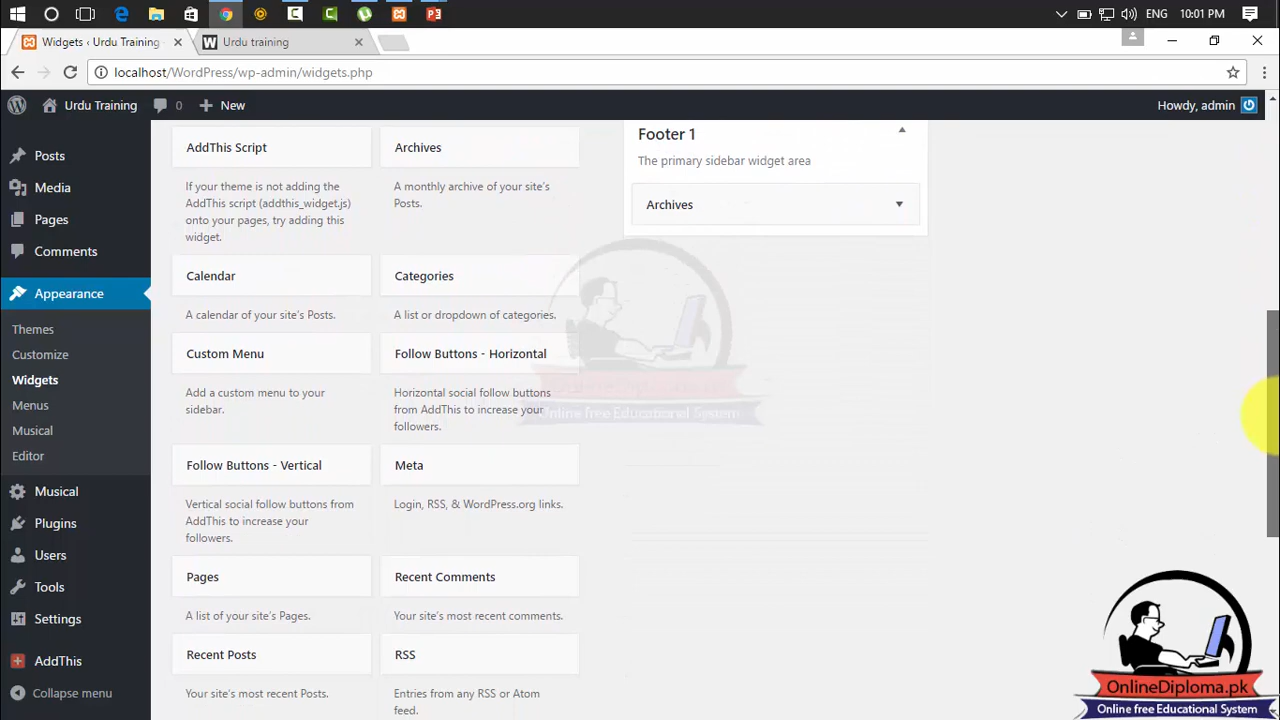 ENG 10:01 PM
Widgets ‹ Urdu Training
Urdu training
localhost/WordPress/wp-admin/widgets.php
Urdu Training 0 New
Howdy, admin
Posts
Media
Pages
Comments
Appearance
Themes
Customize
Widgets
Menus
Musical
Editor
Musical
Plugins
Users
Tools
Settings
AddThis
Collapse menu
AddThis Script
If your theme is not adding the
AddThis script (addthis_widget.js)
onto your pages, try adding this
widget.
Archives
A monthly archive of your site's
Posts.
Calendar
A calendar of your site's Posts.
Categories
A list or dropdown of categories.
Custom Menu
Add a custom menu to your
sidebar.
Follow Buttons - Horizontal
Horizontal social follow buttons
from AddThis to increase your
followers.
Follow Buttons - Vertical
Vertical social follow buttons from
AddThis to increase your
followers.
Meta
Login, RSS, & WordPress.org links.
Pages
A list of your site's Pages.
Recent Comments
Your site's most recent comments.
Recent Posts
Your site's most recent Posts.
RSS
Entries from any RSS or Atom
feed.
Footer 1
The primary sidebar widget area
Archives
Online free Educational System
OnlineDiploma.pk
Online free Educational System